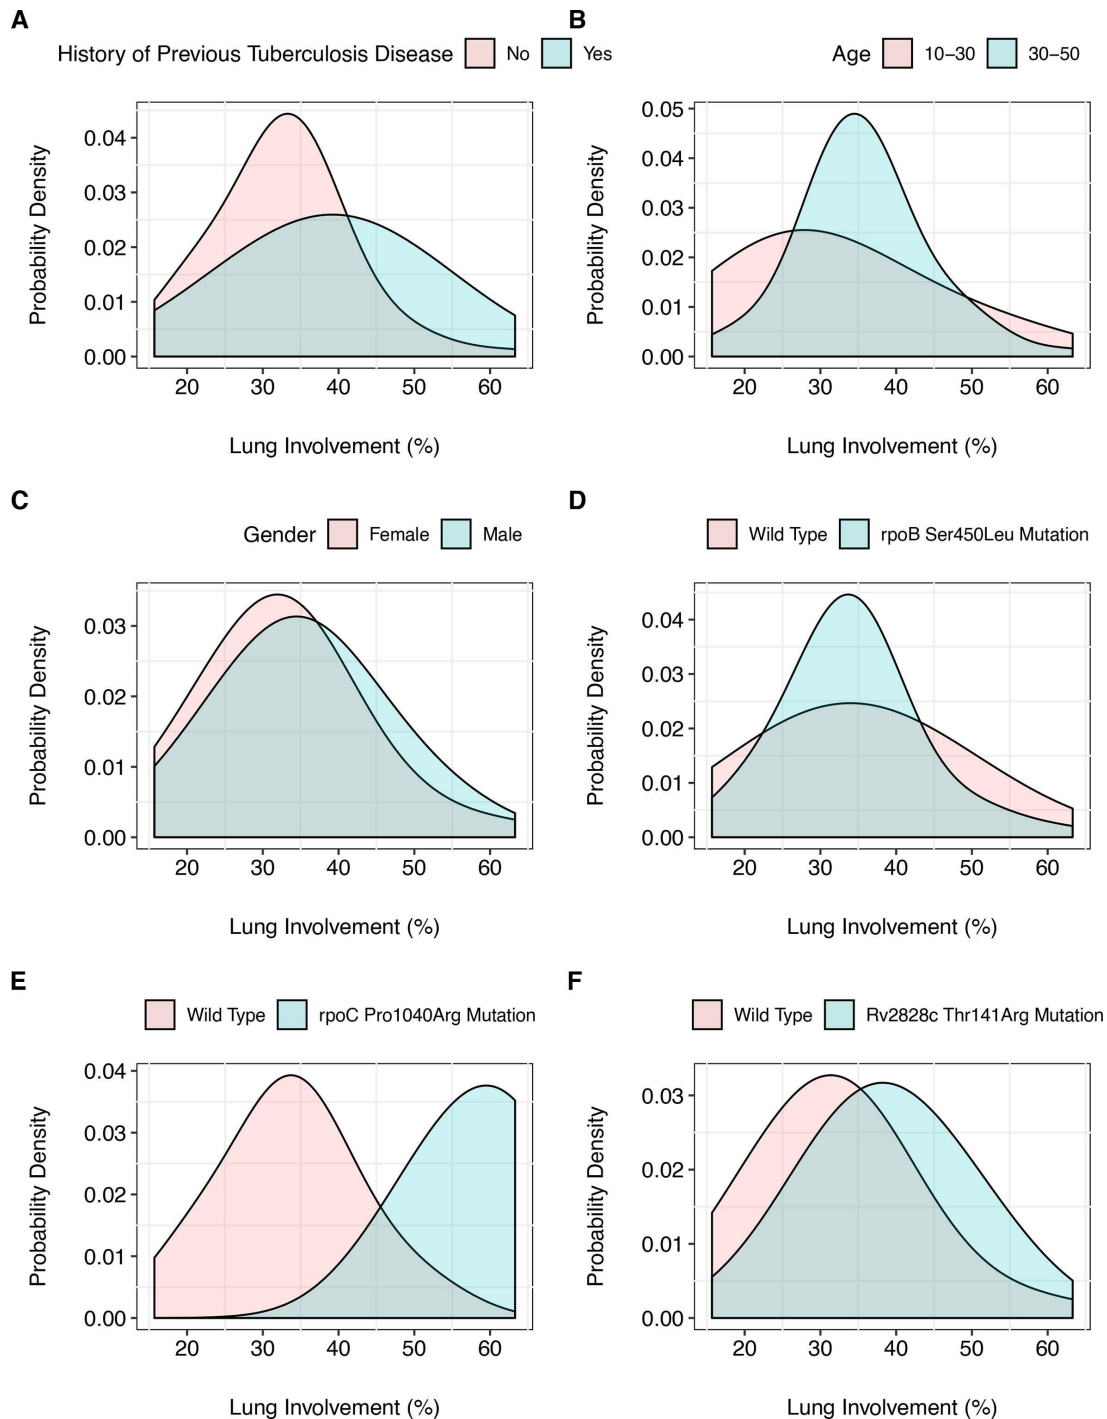 A
History of Previous Tuberculosis Disease No Yes
Probability Density
0.04
0.03
0.02
0.01
0.00
20 30 40 50 60
Lung Involvement (%)
B
Age 10–30 30–50
Probability Density
0.05
0.04
0.03
0.02
0.01
0.00
20 30 40 50 60
Lung Involvement (%)
C
Gender Female Male
Probability Density
0.03
0.02
0.01
0.00
20 30 40 50 60
Lung Involvement (%)
D
Wild Type rpoB Ser450Leu Mutation
Probability Density
0.04
0.03
0.02
0.01
0.00
20 30 40 50 60
Lung Involvement (%)
E
Wild Type rpoC Pro1040Arg Mutation
Probability Density
0.04
0.03
0.02
0.01
0.00
20 30 40 50 60
Lung Involvement (%)
F
Wild Type Rv2828c Thr141Arg Mutation
Probability Density
0.03
0.02
0.01
0.00
20 30 40 50 60
Lung Involvement (%)